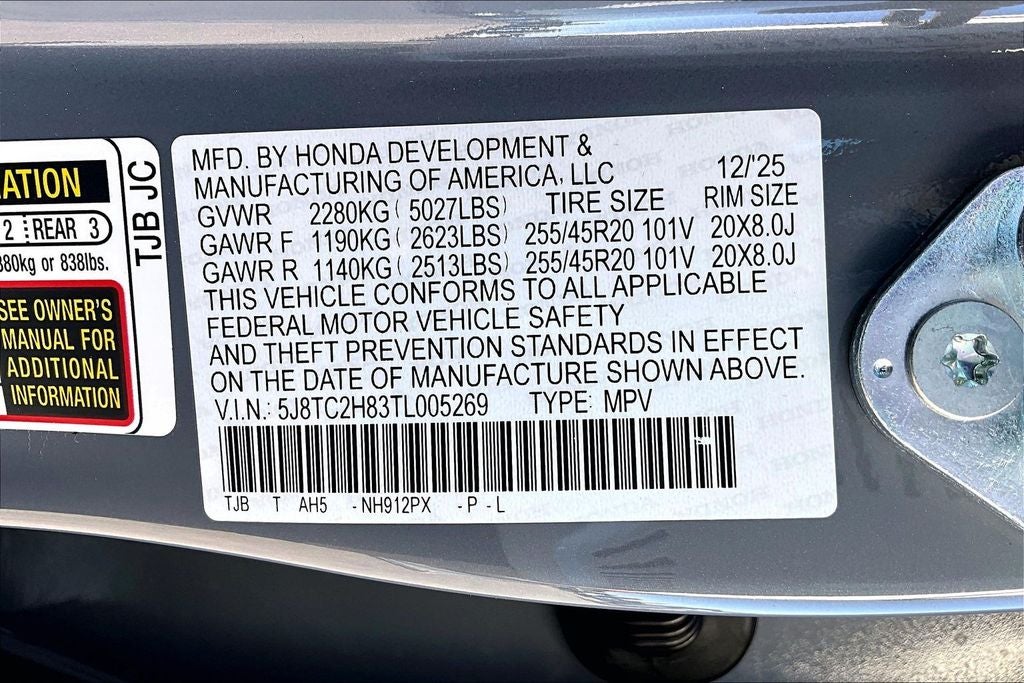 ATION
2 REAR 3
380kg or 838lbs.
SEE OWNER'S
MANUAL FOR
ADDITIONAL
INFORMATION
TJB JC
MFD. BY HONDA DEVELOPMENT &
MANUFACTURING OF AMERICA, LLC 12/'25
GVWR 2280KG ( 5027LBS) TIRE SIZE RIM SIZE
GAWR F 1190KG ( 2623LBS) 255/45R20 101V 20X8.0J
GAWR R 1140KG ( 2513LBS) 255/45R20 101V 20X8.0J
THIS VEHICLE CONFORMS TO ALL APPLICABLE
FEDERAL MOTOR VEHICLE SAFETY
AND THEFT PREVENTION STANDARDS IN EFFECT
ON THE DATE OF MANUFACTURE SHOWN ABOVE.
V.I.N.: 5J8TC2H83TL005269 TYPE: MPV
TJB T AH5 -NH912PX -P -L